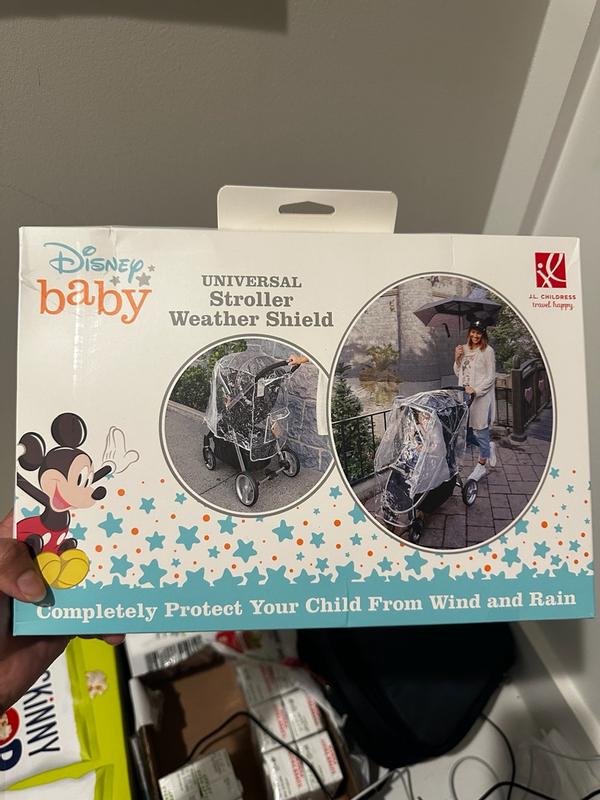 Disney
baby
UNIVERSAL
Stroller
Weather Shield
J.L. CHILDRESS
travel happy.
Completely Protect Your Child From Wind and Rain
SKINNY